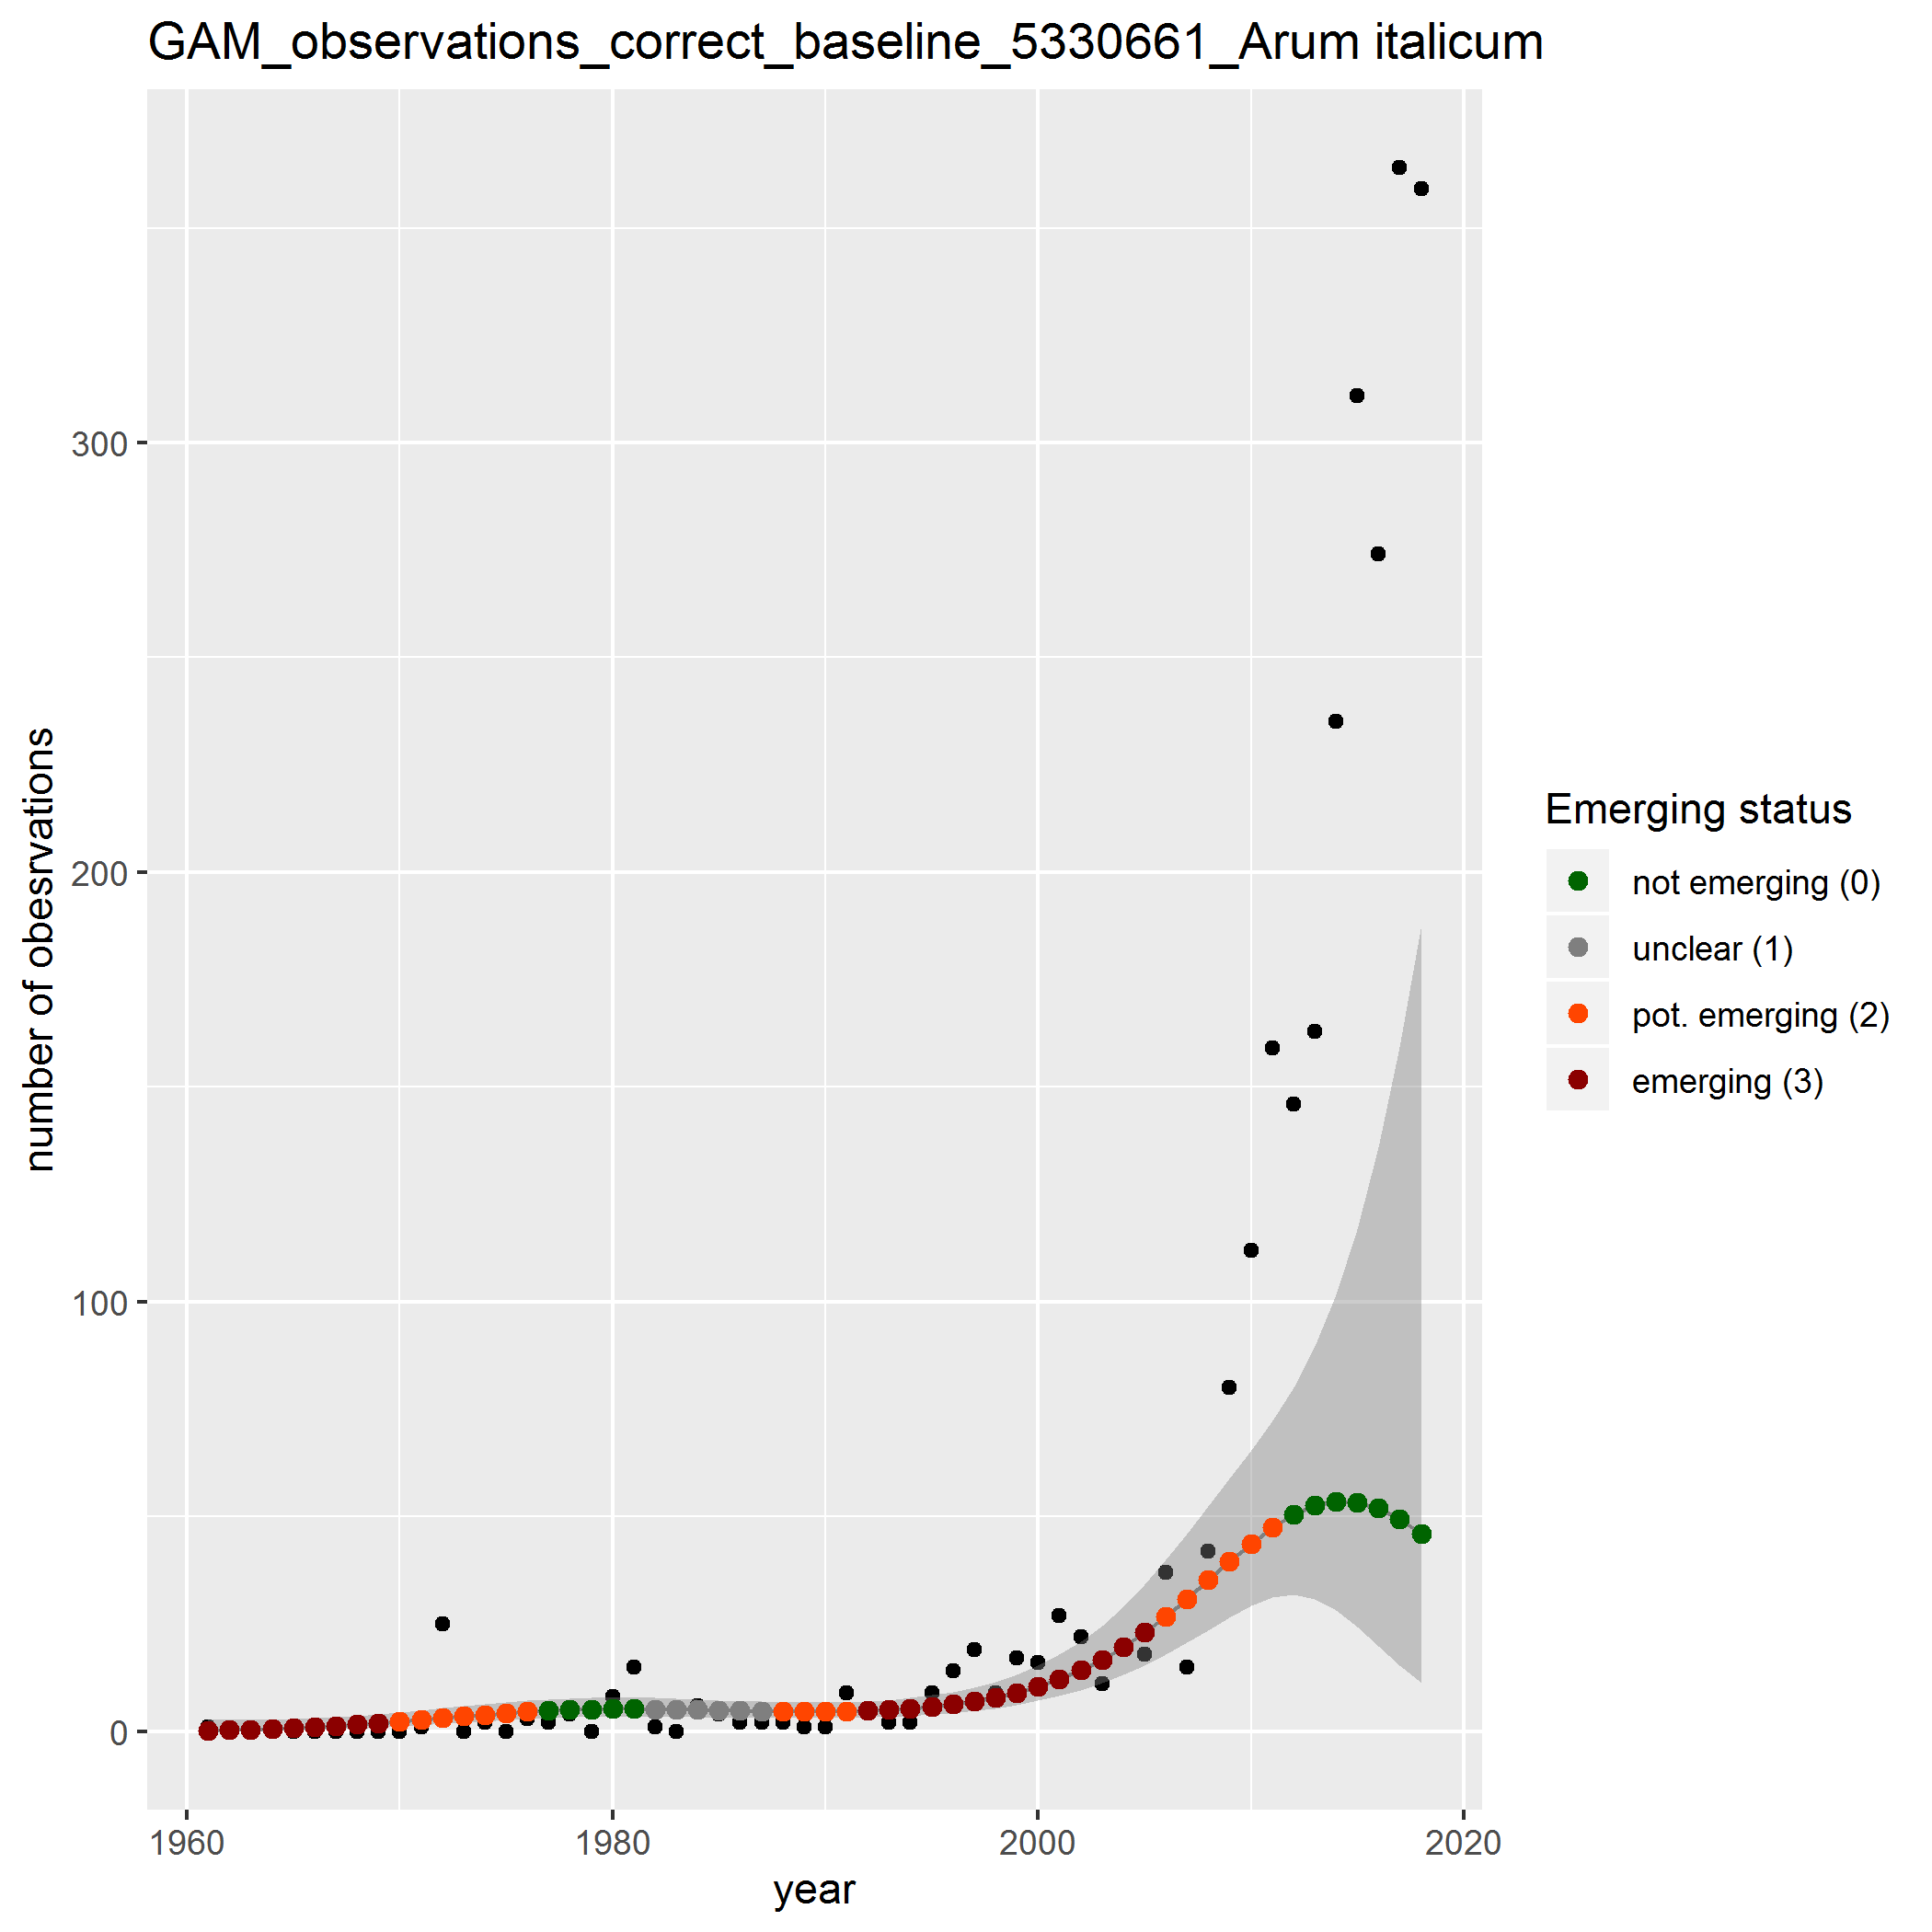 GAM_observations_correct_baseline_5330661_Arum italicum
number of obesrvations
300
200
100
0
1960
1980
2000
2020
year
Emerging status
not emerging (0)
unclear (1)
pot. emerging (2)
emerging (3)